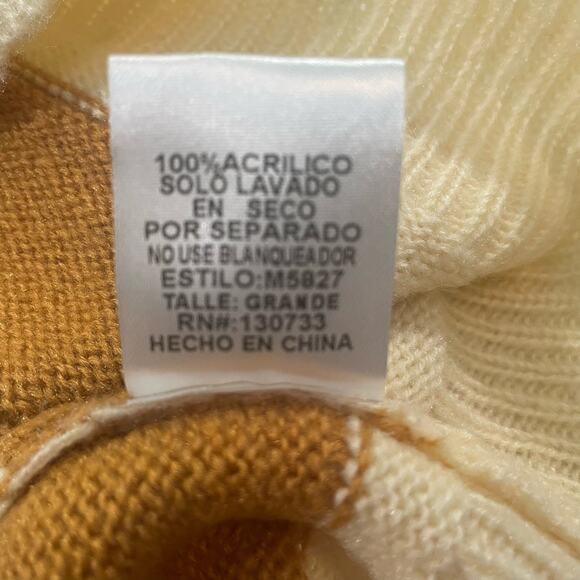 100%ACRILICO
SOLO LAVADO
EN SECO
POR SEPARADO
NO USE BLANQUEADOR
ESTILO:M5827
TALLE: GRANDE
RN#:130733
HECHO EN CHINA